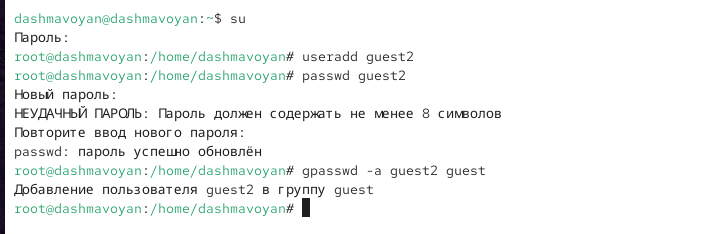 dashmavoyan@dashmavoyan:~$ su
Пароль:
root@dashmavoyan:/home/dashmavoyan# useradd guest2
root@dashmavoyan:/home/dashmavoyan# passwd guest2
Новый пароль:
НЕУДАЧНЫЙ ПАРОЛЬ: Пароль должен содержать не менее 8 символов
Повторите ввод нового пароля:
passwd: пароль успешно обновлён
root@dashmavoyan:/home/dashmavoyan# gpasswd -a guest2 guest
Добавление пользователя guest2 в группу guest
root@dashmavoyan:/home/dashmavoyan#